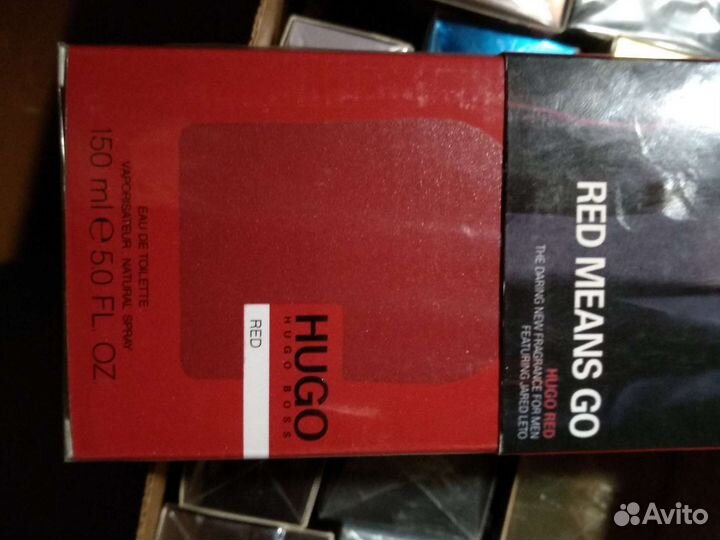 HUGO
HUGO BOSS
RED
EAU DE TOILETTE
VAPORISATEUR NATURAL SPRAY
150 ml e 5.0 FL. OZ.
RED MEANS GO
HUGO RED
THE DARING NEW FRAGRANCE FOR MEN
FEATURING JARED LETO
Avito